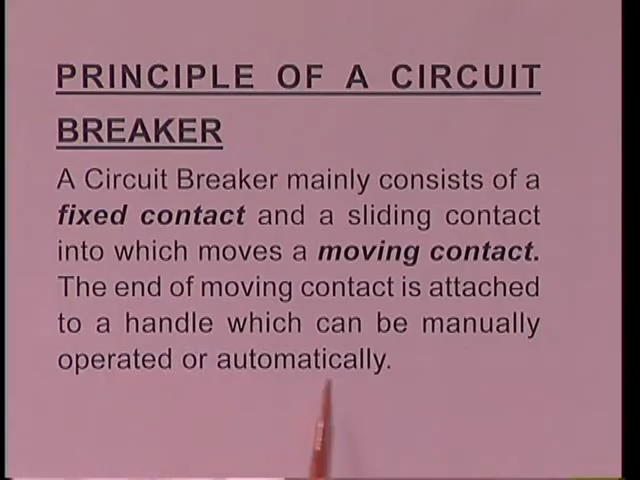 PRINCIPLE OF A CIRCUIT
BREAKER
A Circuit Breaker mainly consists of a
fixed contact and a sliding contact
into which moves a moving contact.
The end of moving contact is attached
to a handle which can be manually
operated or automatically.